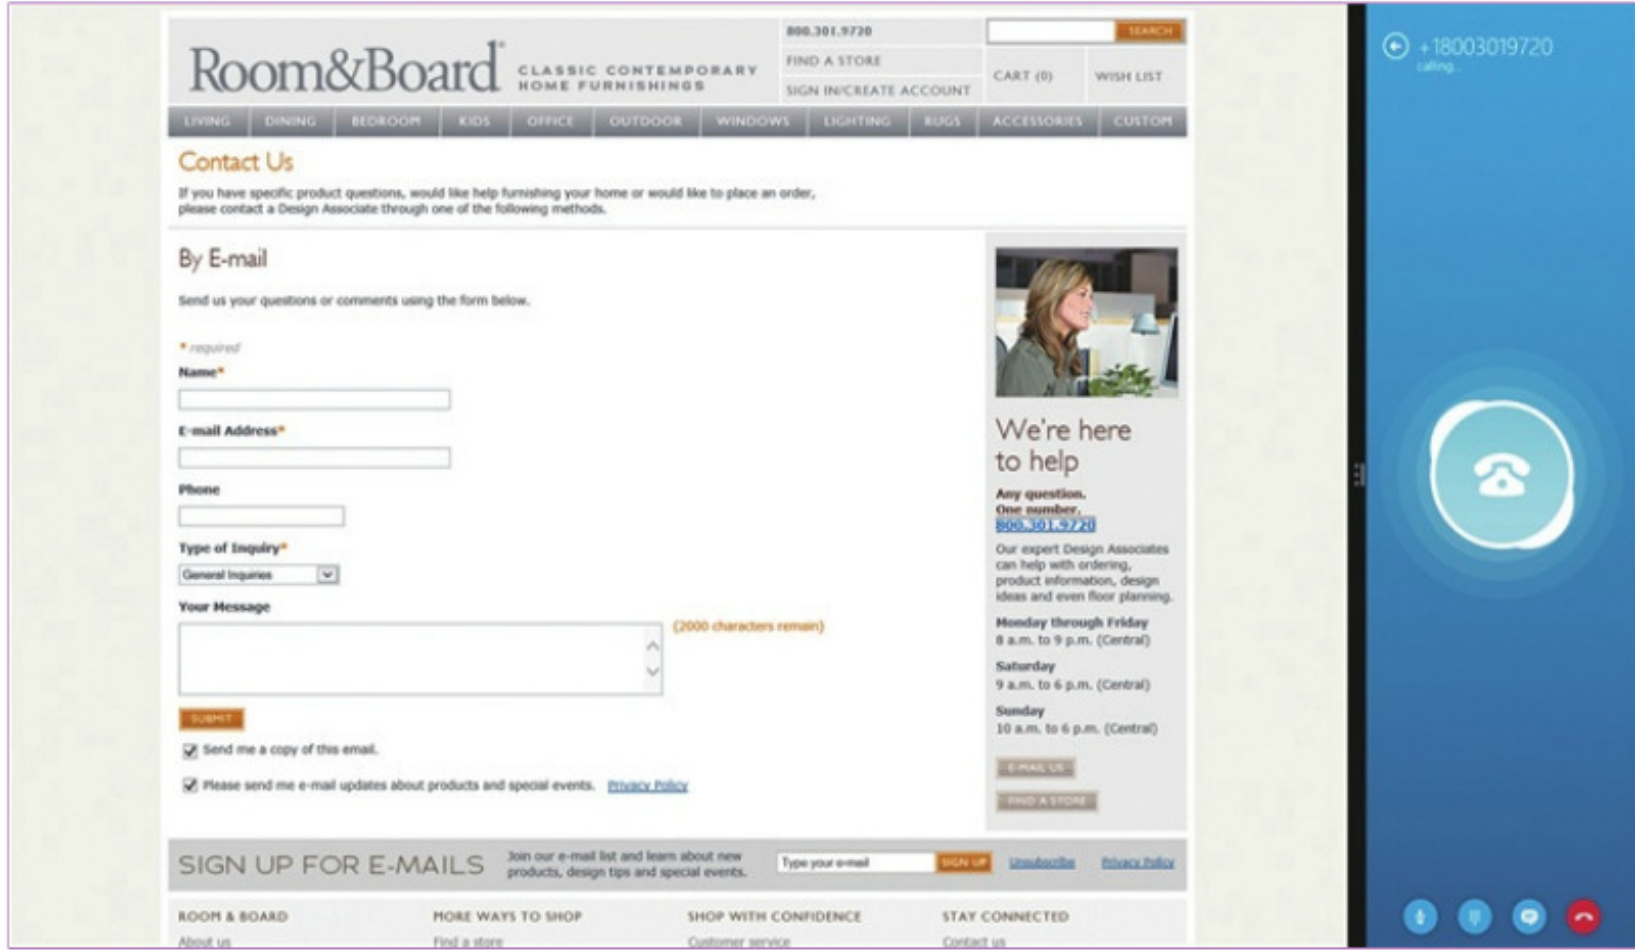 800.301.9720
SEARCH
Room&Board
CLASSIC CONTEMPORARY
HOME FURNISHINGS
FIND A STORE
SIGN IN/CREATE ACCOUNT
CART (0)
WISH LIST
LIVING DINING BEDROOM KIDS OFFICE OUTDOOR WINDOWS LIGHTING RUGS ACCESSORIES CUSTOM
Contact Us
If you have specific product questions, would like help furnishing your home or would like to place an order,
please contact a Design Associate through one of the following methods.
By E-mail
Send us your questions or comments using the form below.
* required
Name*
E-mail Address*
Phone
Type of Inquiry*
General Inquiries
Your Message
(2000 characters remain)
SUBMIT
Send me a copy of this email.
Please send me e-mail updates about products and special events. Privacy Policy
We're here
to help
Any question.
One number.
800.301.9720
Our expert Design Associates
can help with ordering,
product information, design
ideas and even floor planning.
Monday through Friday
8 a.m. to 9 p.m. (Central)
Saturday
9 a.m. to 6 p.m. (Central)
Sunday
10 a.m. to 6 p.m. (Central)
E-MAIL US
FIND A STORE
SIGN UP FOR E-MAILS
Join our e-mail list and learn about new
products, design tips and special events.
Type your e-mail
SIGN UP
Unsubscribe
Privacy Policy
ROOM & BOARD
About us
MORE WAYS TO SHOP
Find a store
SHOP WITH CONFIDENCE
Customer service
STAY CONNECTED
Contact us
+18003019720
calling...